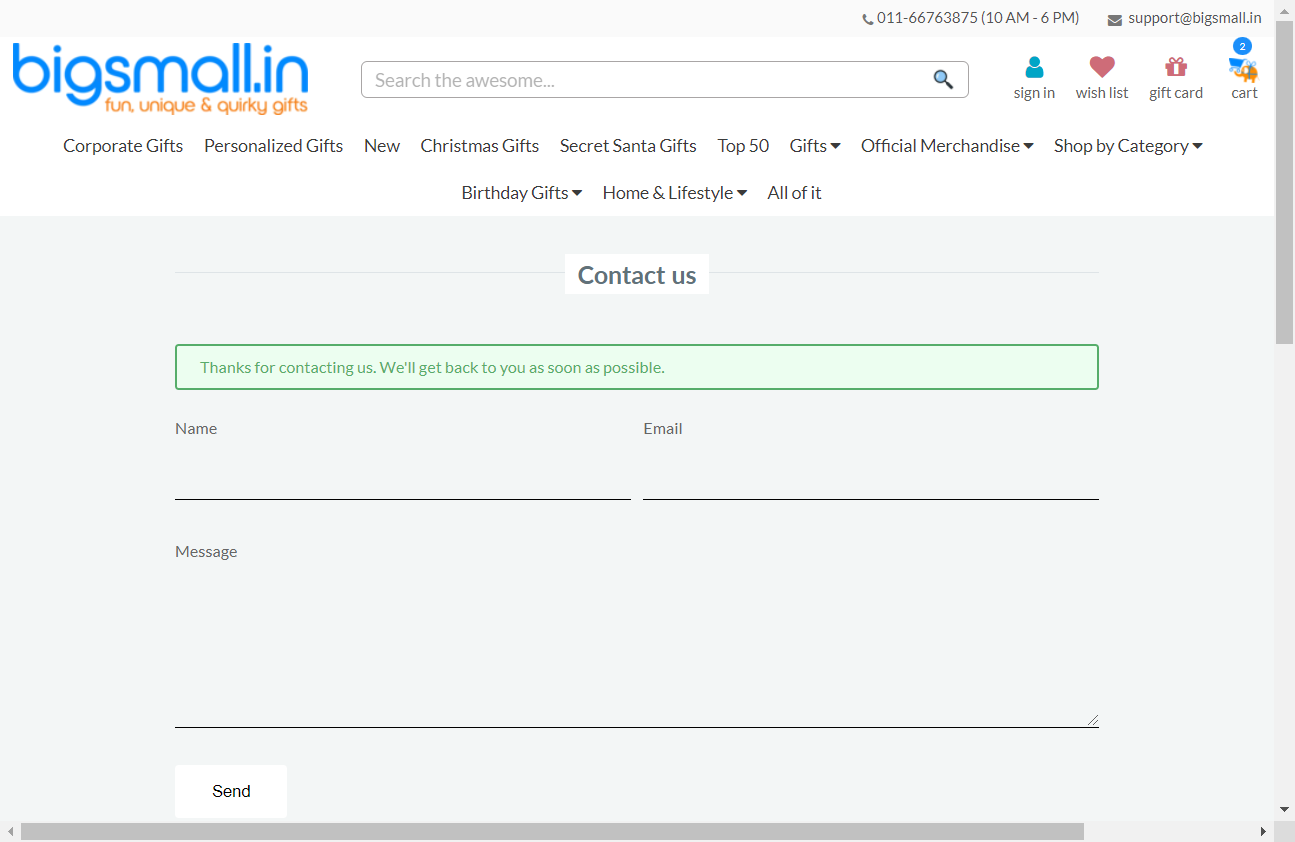 011-66763875 (10 AM - 6 PM) support@bigsmall.in
bigsmall.in
fun, unique & quirky gifts
Search the awesome...
2
sign in wish list gift card cart
Corporate Gifts Personalized Gifts New Christmas Gifts Secret Santa Gifts Top 50 Gifts Official Merchandise Shop by Category
Birthday Gifts Home & Lifestyle All of it
Contact us
Thanks for contacting us. We'll get back to you as soon as possible.
Name Email
Message
Send